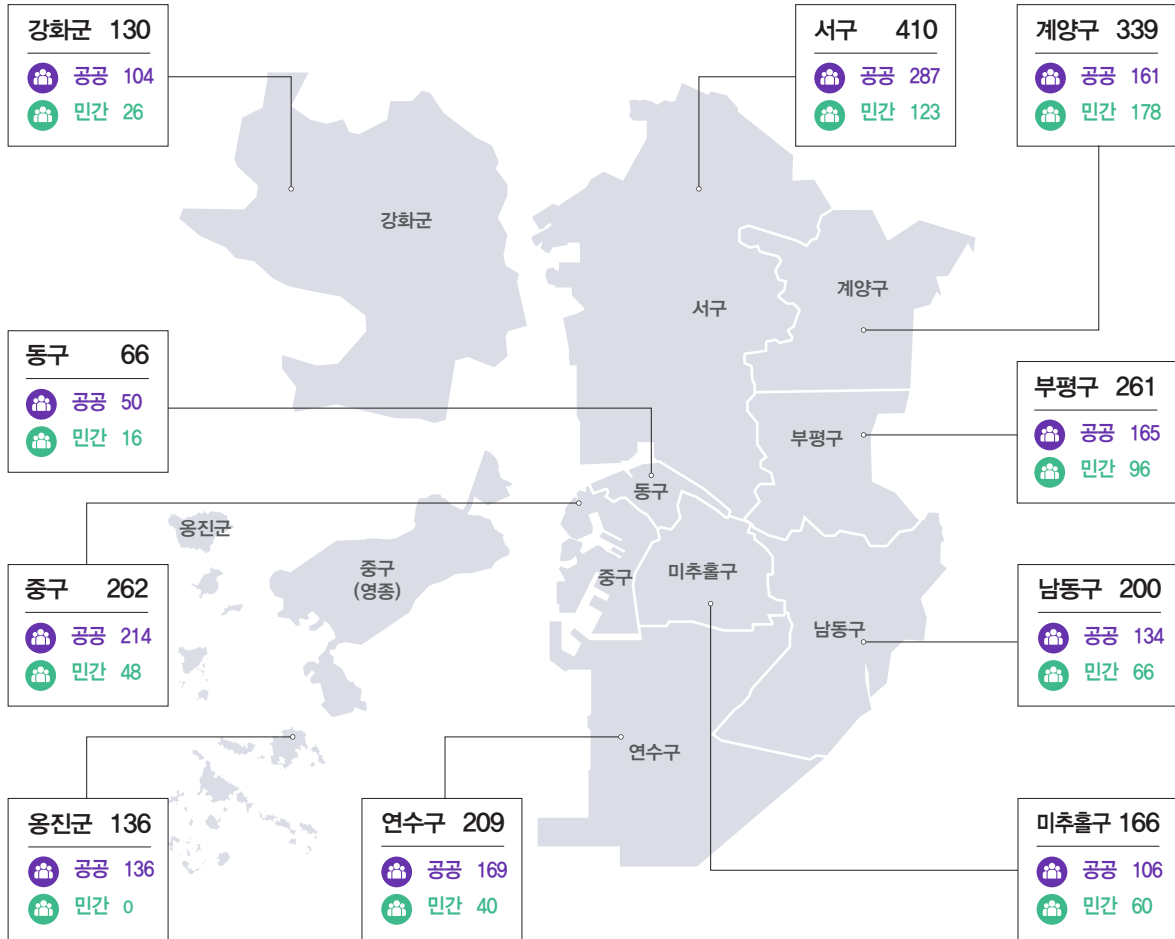 강화군 130
공공 104
민간 26
서구 410
공공 287
민간 123
계양구 339
공공 161
민간 178
강화군
서구
계양구
동구 66
공공 50
민간 16
부평구 261
공공 165
민간 96
부평구
동구
옹진군
중구
(영종)
중구
미추홀구
남동구
중구 262
공공 214
민간 48
남동구 200
공공 134
민간 66
연수구
옹진군 136
공공 136
민간 0
연수구 209
공공 169
민간 40
미추홀구 166
공공 106
민간 60